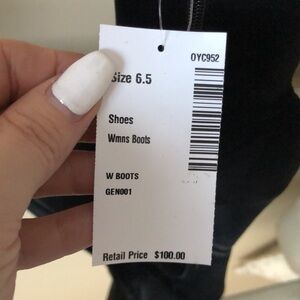 OYC952
Size 6.5
Shoes
Wmns Boots
W BOOTS
GEN001
Retail Price $100.00